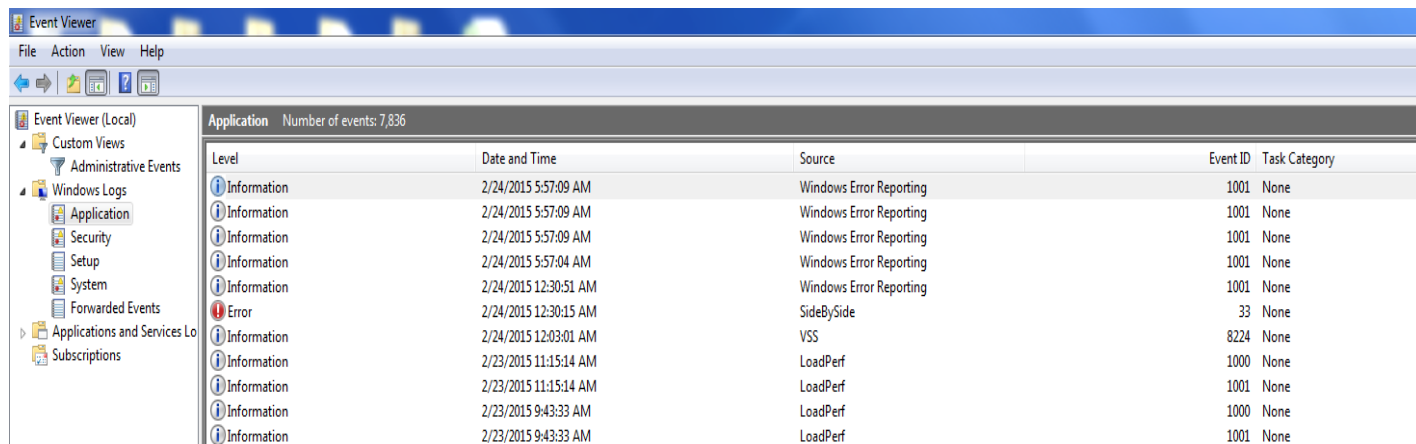 Event Viewer
File Action View Help
Event Viewer (Local)
Custom Views
Administrative Events
Windows Logs
Application
Security
Setup
System
Forwarded Events
Applications and Services Lo
Subscriptions
Application Number of events: 7,836
Level Date and Time Source Event ID Task Category
Information 2/24/2015 5:57:09 AM Windows Error Reporting 1001 None
Information 2/24/2015 5:57:09 AM Windows Error Reporting 1001 None
Information 2/24/2015 5:57:09 AM Windows Error Reporting 1001 None
Information 2/24/2015 5:57:04 AM Windows Error Reporting 1001 None
Information 2/24/2015 12:30:51 AM Windows Error Reporting 1001 None
Error 2/24/2015 12:30:15 AM SideBySide 33 None
Information 2/24/2015 12:03:01 AM VSS 8224 None
Information 2/23/2015 11:15:14 AM LoadPerf 1000 None
Information 2/23/2015 11:15:14 AM LoadPerf 1001 None
Information 2/23/2015 9:43:33 AM LoadPerf 1000 None
Information 2/23/2015 9:43:33 AM LoadPerf 1001 None